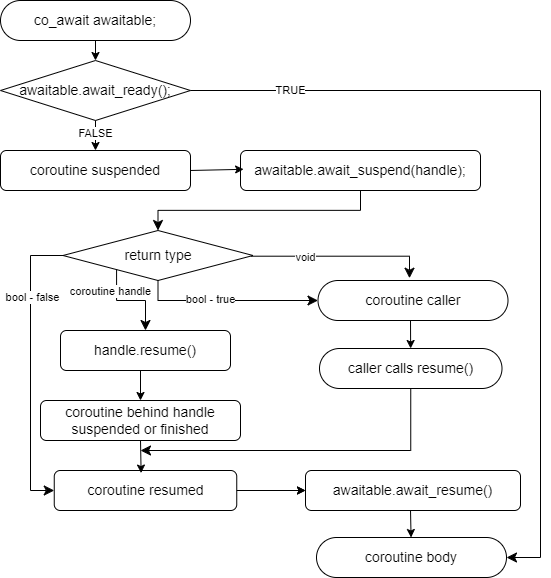 co_await awaitable;
awaitable.await_ready();
TRUE
FALSE
coroutine suspended
awaitable.await_suspend(handle);
return type
void
bool - false
coroutine handle
bool - true
coroutine caller
handle.resume()
caller calls resume()
coroutine behind handle
suspended or finished
coroutine resumed
awaitable.await_resume()
coroutine body